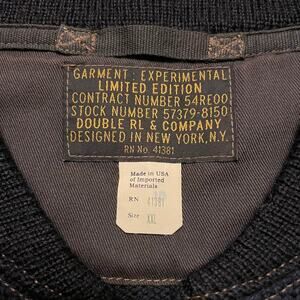 GARMENT : EXPERIMENTAL
LIMITED EDITION
CONTRACT NUMBER 54RE00
STOCK NUMBER 57379-8150
DOUBLE RL & COMPANY
DESIGNED IN NEW YORK, N.Y.
RN No. 41381
Made in USA
of Imported
Materials
RN 41381
Size XXL